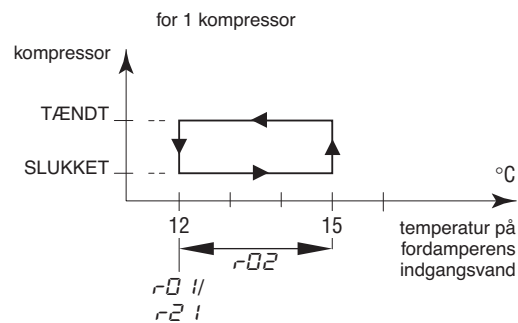 for 1 kompressor
kompressor
TÆNDT
SLUKKET
°C
12
15
temperatur på
fordamperens
indgangsvand
r02
r01/
r21